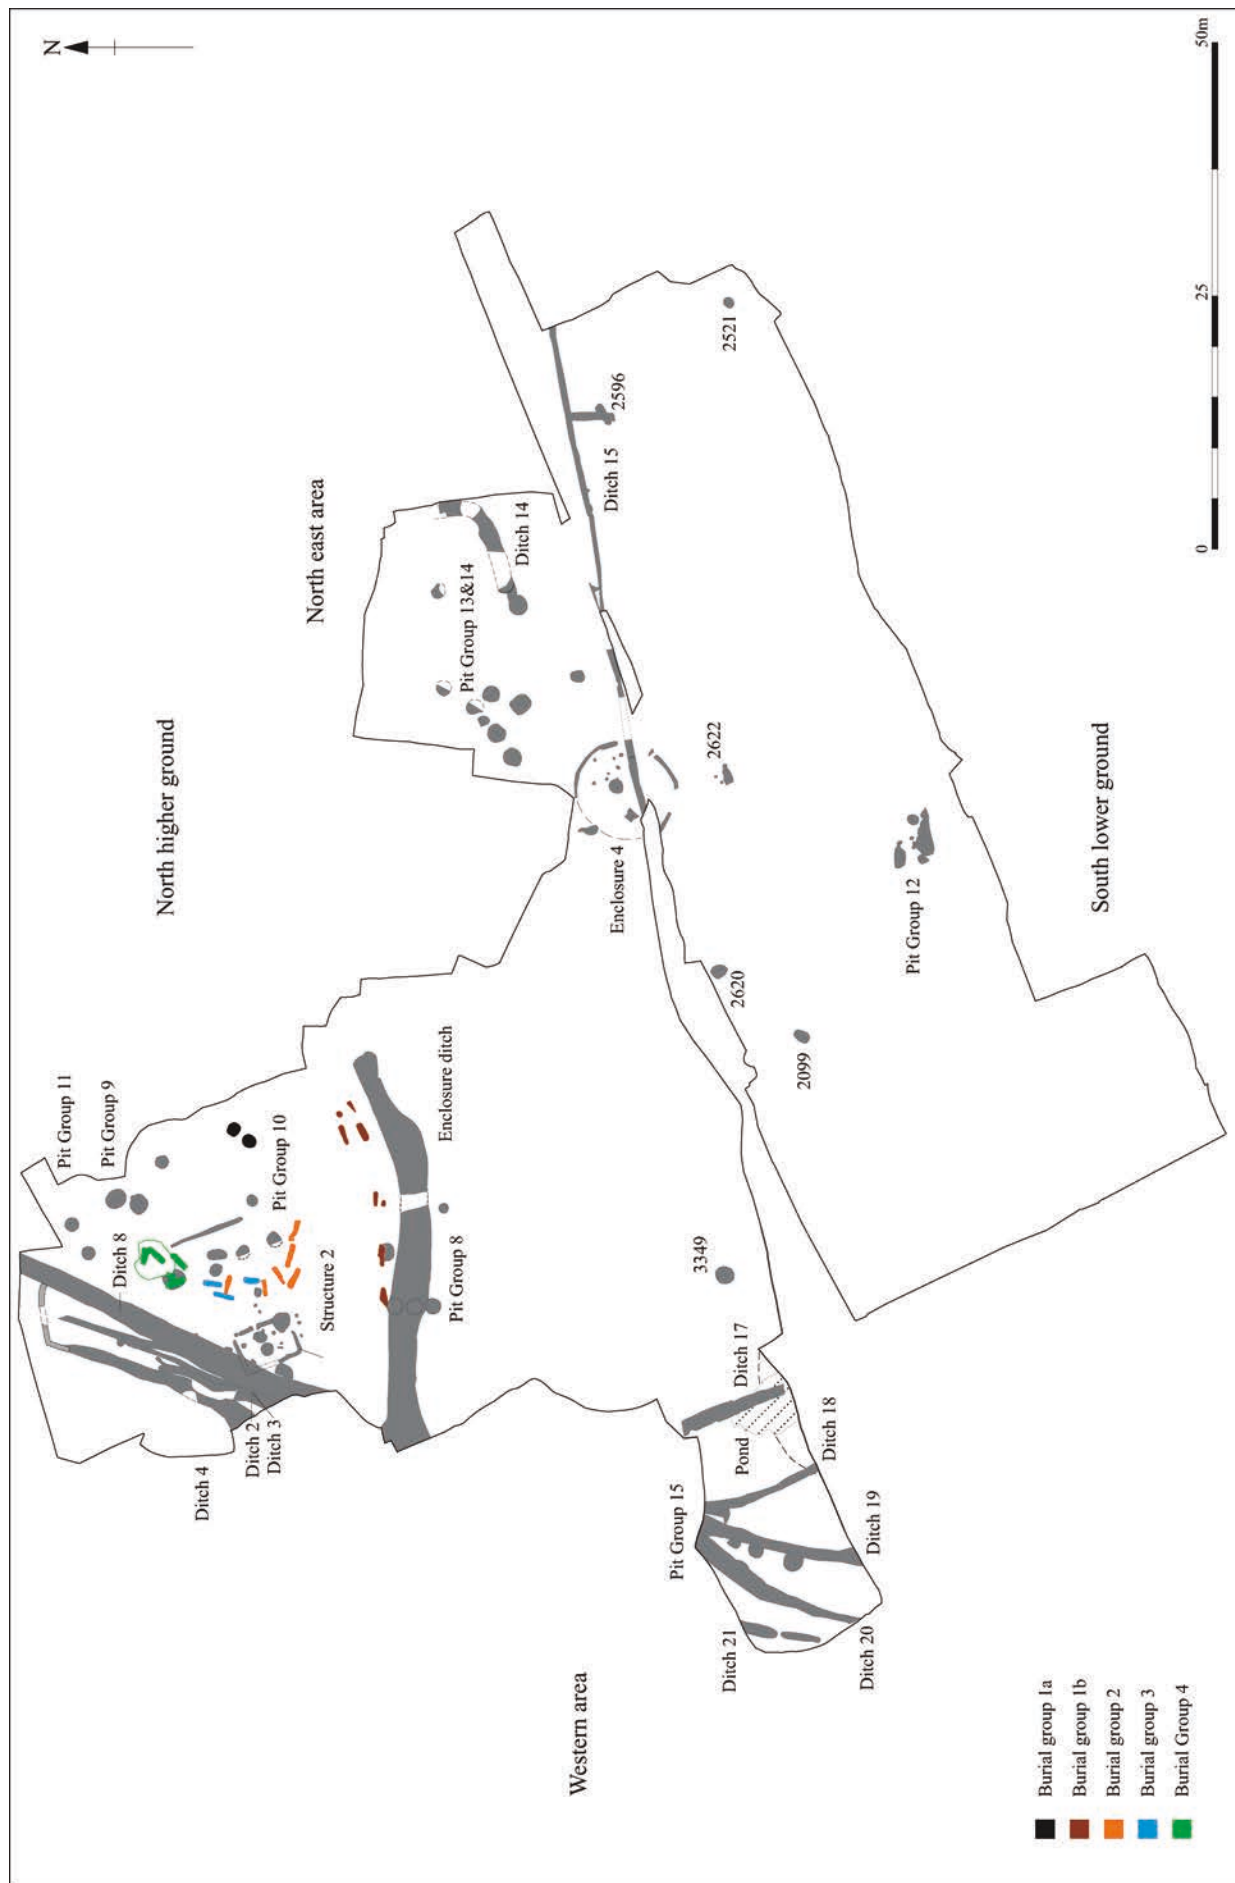 N
North higher ground
North east area
Pit Group 11
Pit Group 9
Ditch 8
Pit Group 10
Structure 2
Ditch 4
Ditch 2
Ditch 3
Enclosure ditch
Pit Group 8
Pit Group 13&14
Ditch 14
Ditch 15
2596
2521
Enclosure 4
2622
2620
2099
Pit Group 12
South lower ground
3349
Ditch 17
Pond
Ditch 18
Pit Group 15
Ditch 19
Ditch 21
Ditch 20
Western area
Burial group 1a
Burial group 1b
Burial group 2
Burial group 3
Burial Group 4
0
25
50m